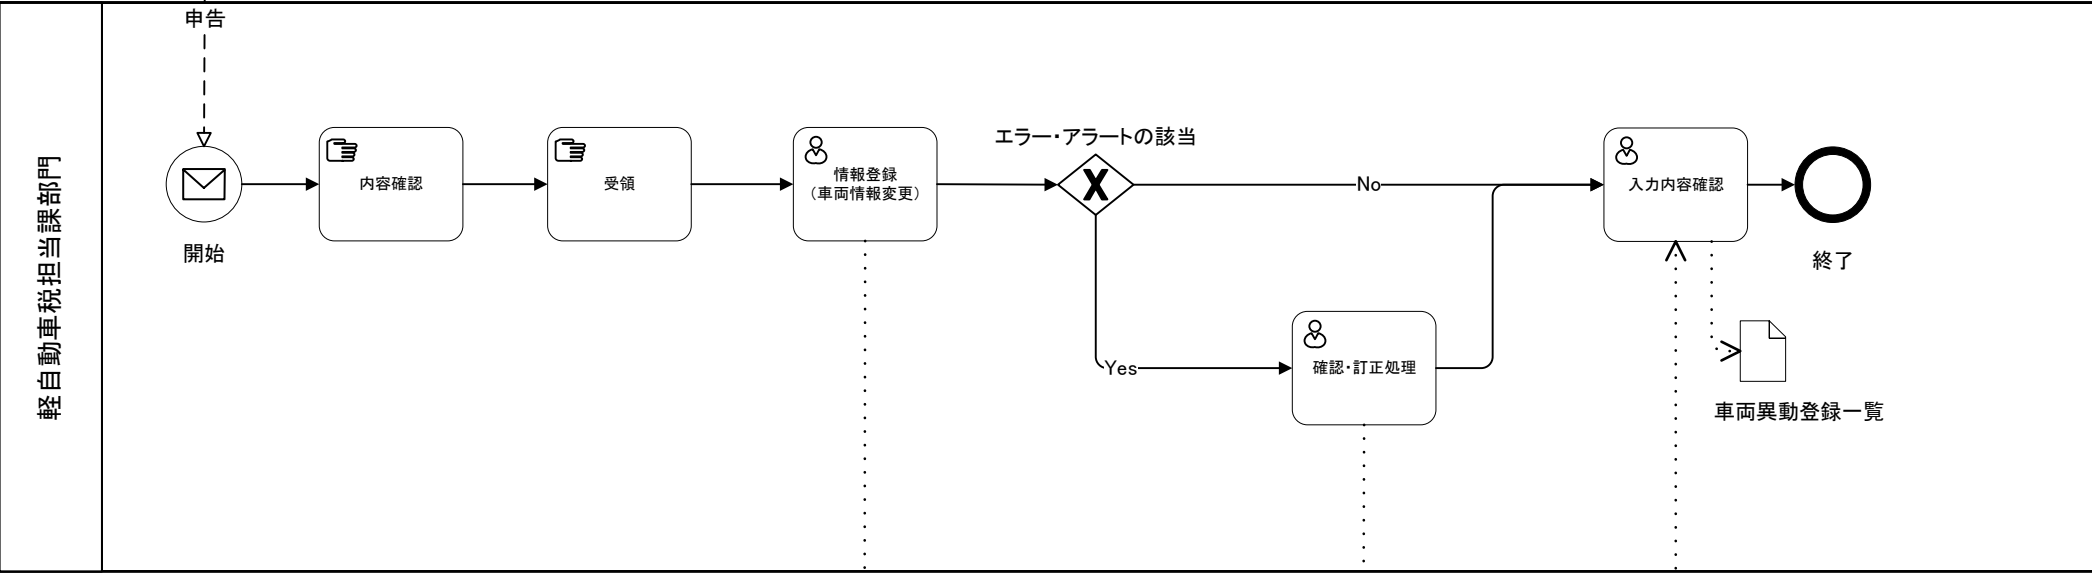 申告
軽自動車税担当課部門
開始
内容確認
受領
情報登録
（車両情報変更）
エラー・アラートの該当
No
Yes
確認・訂正処理
入力内容確認
終了
車両異動登録一覧